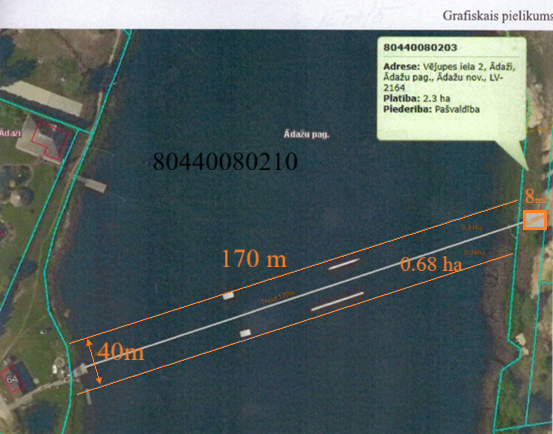 Grafiskais pielikums
80440080203
Adrese: Vējupes iela 2, Ādaži,
Ādažu pag., Ādažu nov., LV-
2164
Platība: 2.3 ha
Piederība: Pašvaldība
Ādaži
Ādažu pag.
80440080210
8m
170 m
0.68 ha
40m
6A